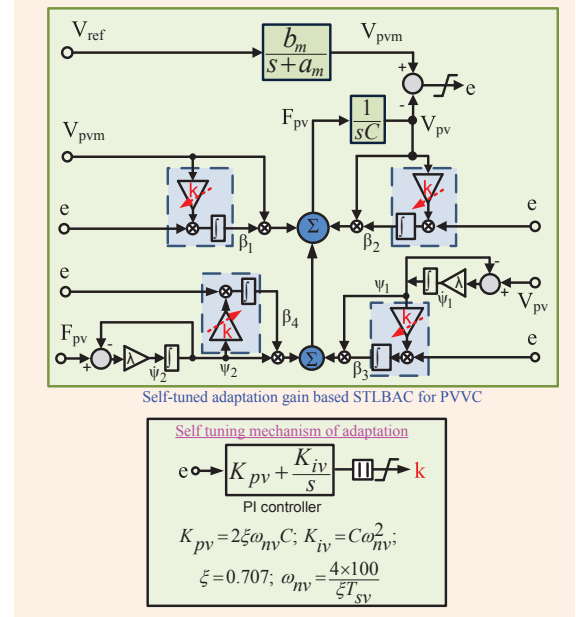 V_ref
b_m
s+a_m
V_pvm
+
-
e
F_pv
1
sC
V_pv
V_pvm
k
k
e
∫
β_1
Σ
β_2
∫
e
e
∫
ψ_1
∫
λ
-
+
ψ̇_1
V_pv
β_4
F_pv
k
k
-
+
λ
ψ̇_2
∫
ψ_2
Σ
β_3
∫
e
Self-tuned adaptation gain based STLBAC for PVVC
Self tuning mechanism of adaptation
e
K_pv + K_iv/s
k
PI controller
K_pv = 2ξω_nv C; K_iv = Cω_nv^2;
ξ = 0.707; ω_nv = 4×100/ξT_sv